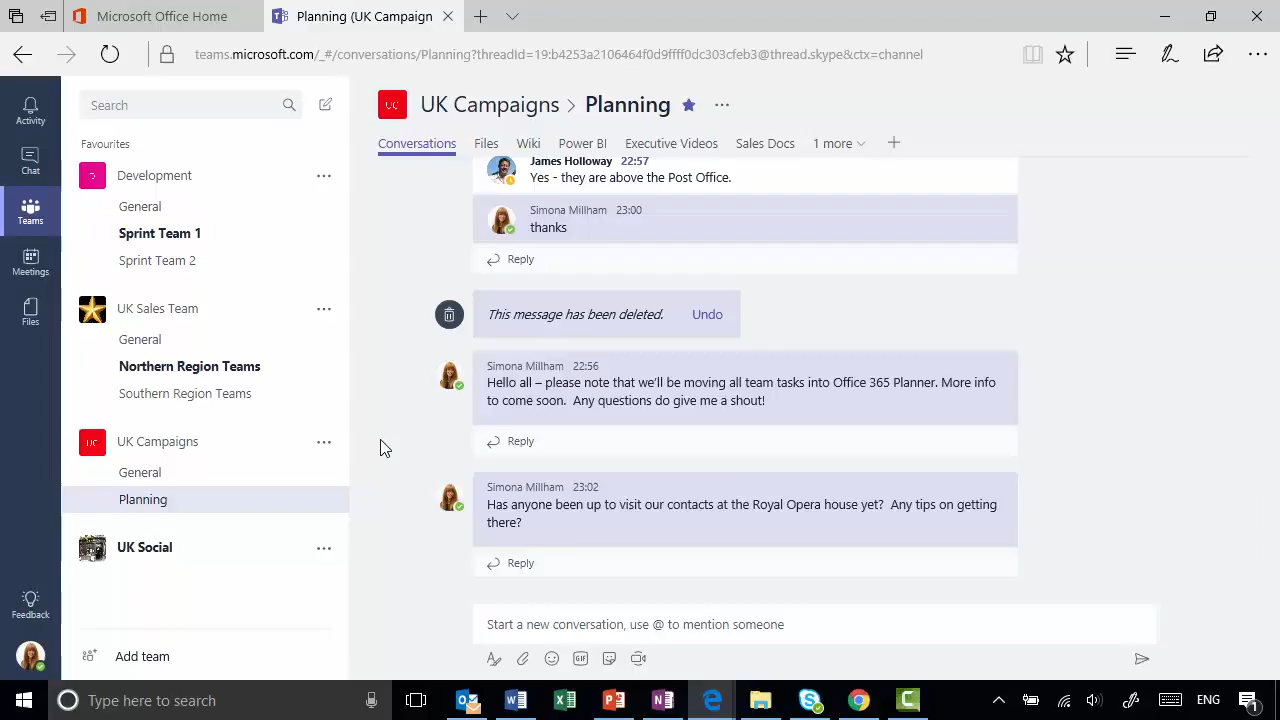 Microsoft Office Home
Planning (UK Campaign
teams.microsoft.com/_#/conversations/Planning?threadId=19:b4253a2106464f0d9ffff0dc303cfeb3@thread.skype&ctx=channel
Activity
Chat
Teams
Meetings
Files
Feedback
Search
Favourites
D
Development
General
Sprint Team 1
Sprint Team 2
UK Sales Team
General
Northern Region Teams
Southern Region Teams
UC
UK Campaigns
General
Planning
UK Social
Add team
UC
UK Campaigns > Planning
Conversations Files Wiki Power BI Executive Videos Sales Docs 1 more
James Holloway 22:57
Yes - they are above the Post Office.
Simona Millham 23:00
thanks
Reply
This message has been deleted. Undo
Simona Millham 22:56
Hello all – please note that we'll be moving all team tasks into Office 365 Planner. More info
to come soon.  Any questions do give me a shout!
Reply
Simona Millham 23:02
Has anyone been up to visit our contacts at the Royal Opera house yet?  Any tips on getting
there?
Reply
Start a new conversation, use @ to mention someone
GIF
Type here to search
ENG
1